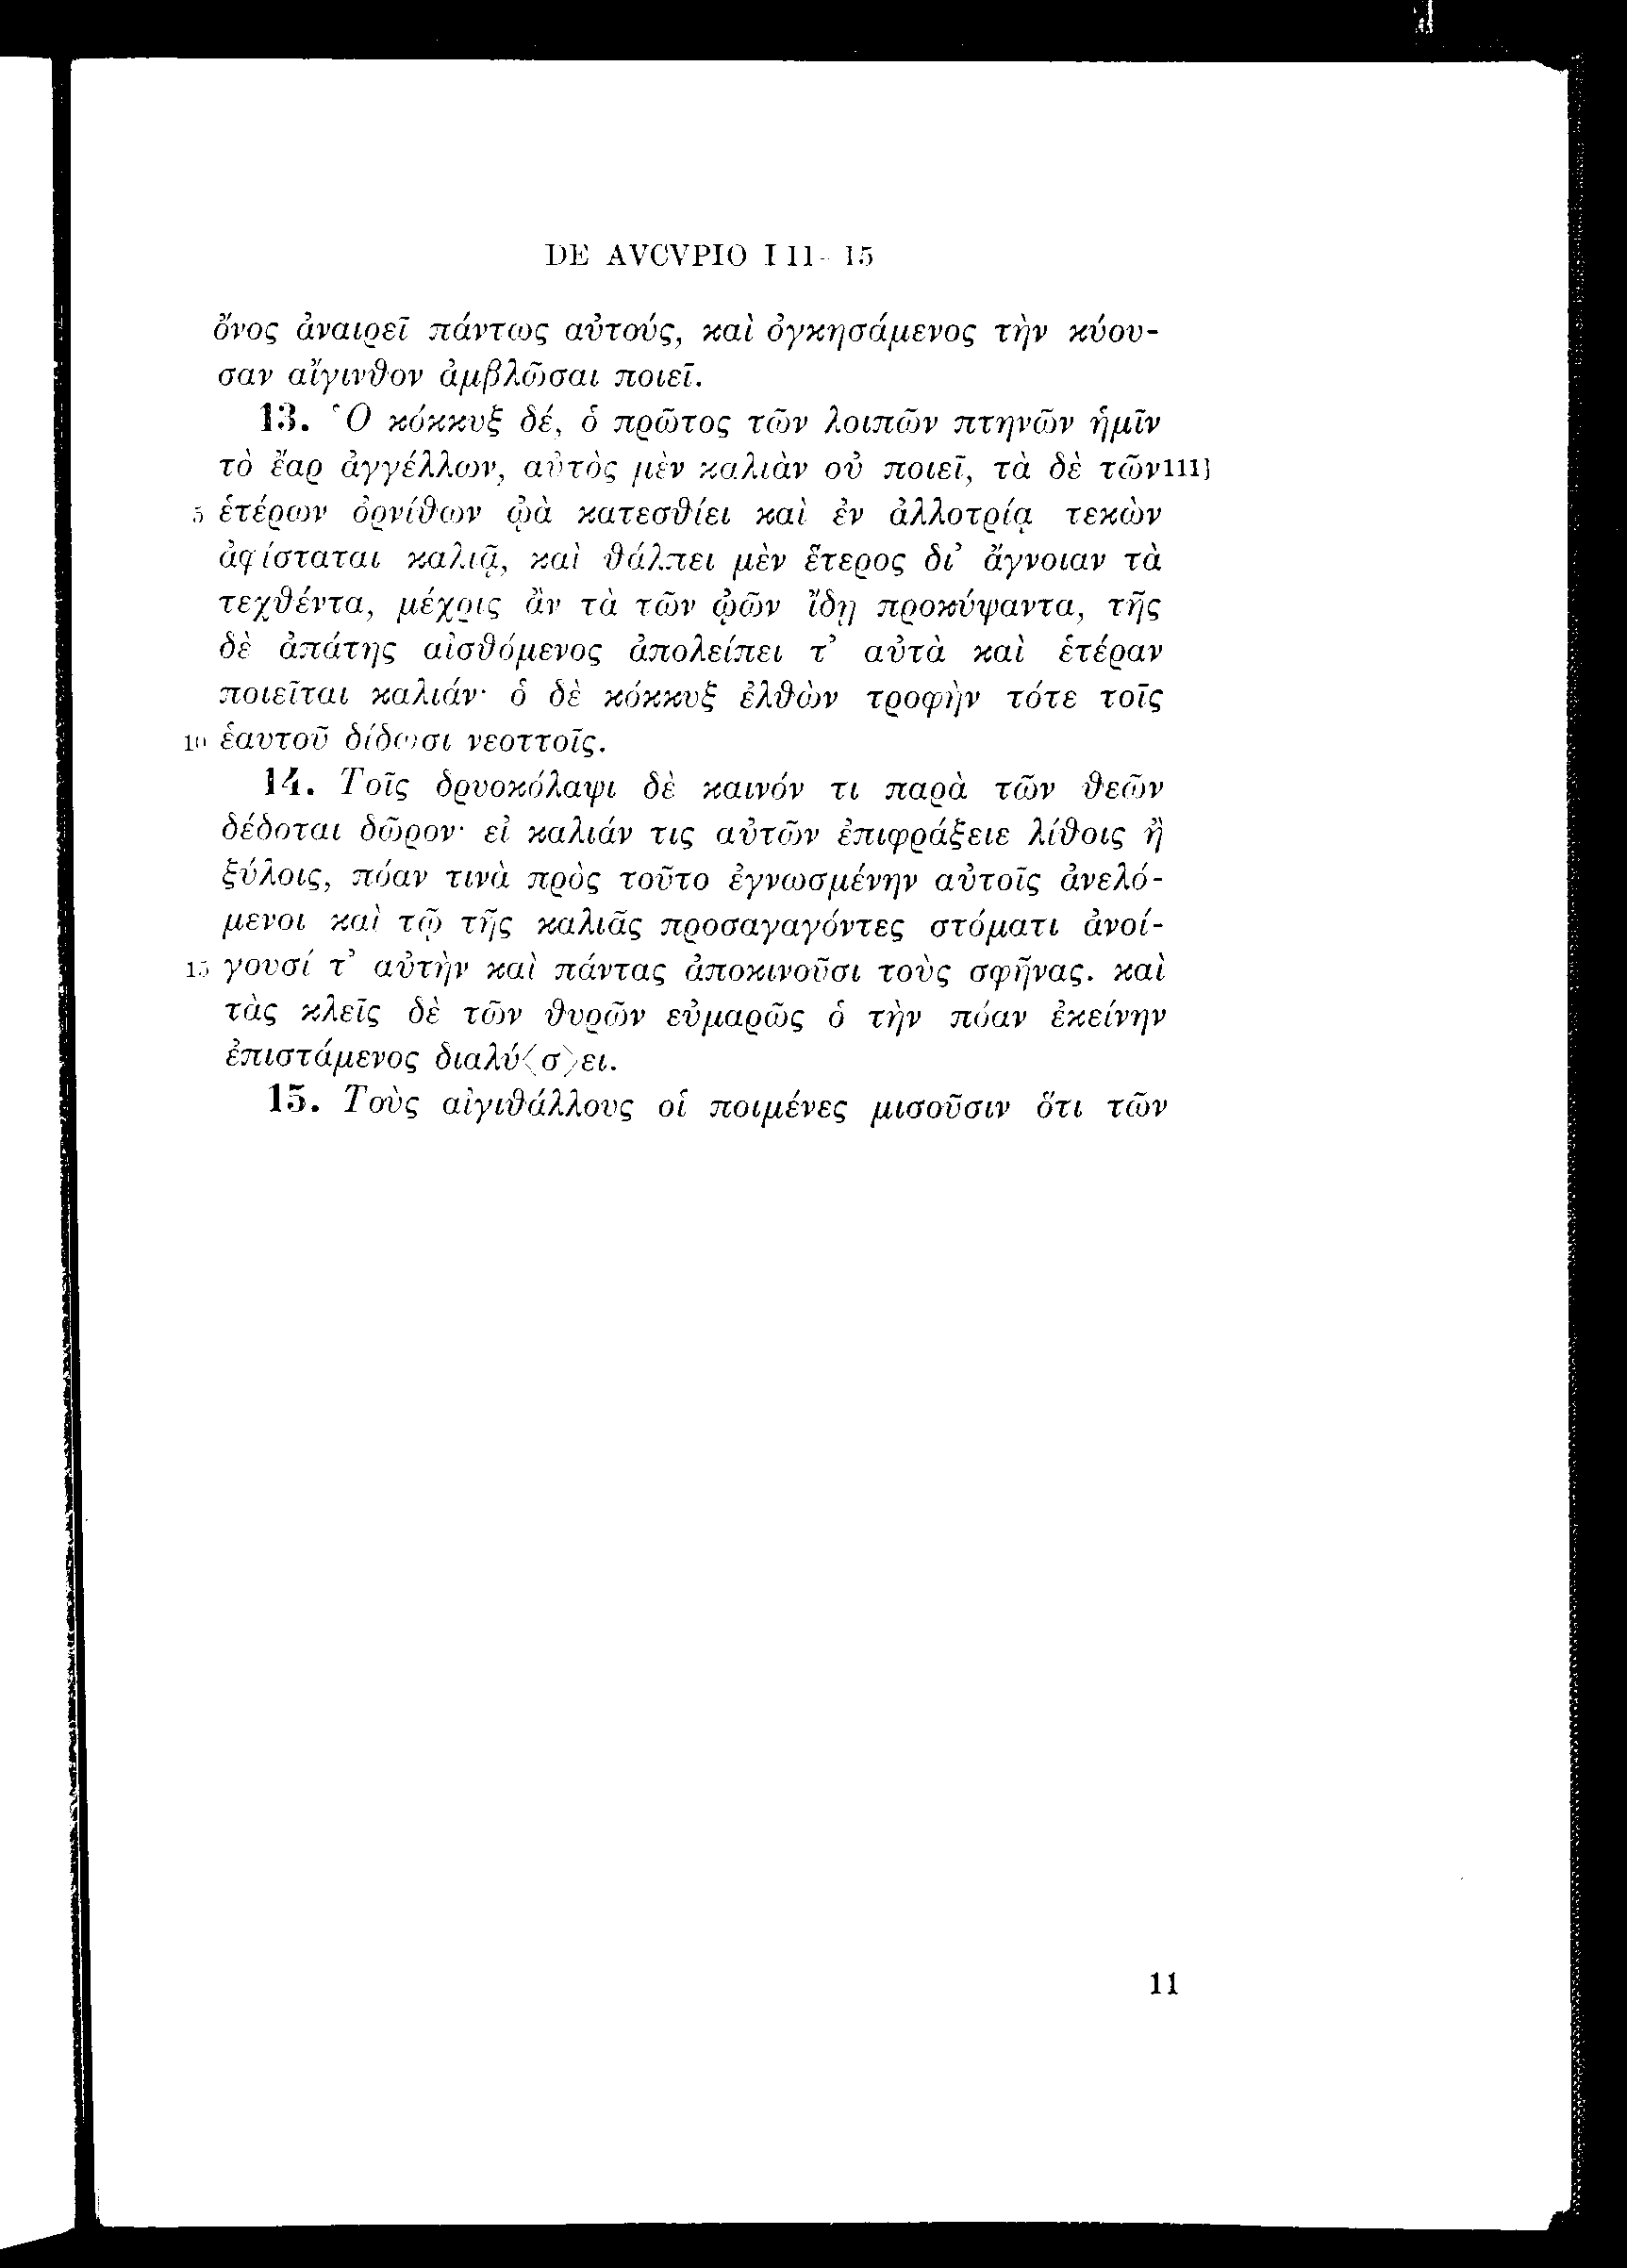 DE AVCVPIO I 11-15
ὄνος ἀναιρεῖ πάντως αὐτούς, καὶ ὀγκησάμενος τὴν κύου-
σαν αἴγινθον ἀμβλῶσαι ποιεῖ.
13. Ὁ κόκκυξ δέ, ὁ πρῶτος τῶν λοιπῶν πτηνῶν ἡμῖν
τὸ ἔαρ ἀγγέλλων, αὐτὸς μὲν καλιὰν οὐ ποιεῖ, τὰ δὲ τῶν 111]
5 ἑτέρων ὀρνίθων ᾠὰ κατεσθίει καὶ ἐν ἀλλοτρίᾳ τεκὼν
ἀφίσταται καλιᾷ, καὶ θάλπει μὲν ἕτερος δι’ ἄγνοιαν τὰ
τεχθέντα, μέχρις ἂν τὰ τῶν ᾠῶν ἴδῃ προκύψαντα, τῆς
δὲ ἀπάτης αἰσθόμενος ἀπολείπει τ’ αὐτὰ καὶ ἑτέραν
ποιεῖται καλιάν· ὁ δὲ κόκκυξ ἐλθὼν τροφὴν τότε τοῖς
10 ἑαυτοῦ δίδωσι νεοττοῖς.
14. Τοῖς δρυοκόλαψι δὲ καινόν τι παρὰ τῶν θεῶν
δέδοται δῶρον· εἰ καλιάν τις αὐτῶν ἐπιφράξειε λίθοις ἢ
ξύλοις, πόαν τινὰ πρὸς τοῦτο ἐγνωσμένην αὐτοῖς ἀνελό-
μενοι καὶ τῷ τῆς καλιᾶς προσαγαγόντες στόματι ἀνοί-
15 γουσί τ’ αὐτὴν καὶ πάντας ἀποκινοῦσι τοὺς σφῆνας. καὶ
τὰς κλεῖς δὲ τῶν θυρῶν εὐμαρῶς ὁ τὴν πόαν ἐκείνην
ἐπιστάμενος διαλύ⟨σ⟩ει.
15. Τοὺς αἰγιθάλλους οἱ ποιμένες μισοῦσιν ὅτι τῶν
11